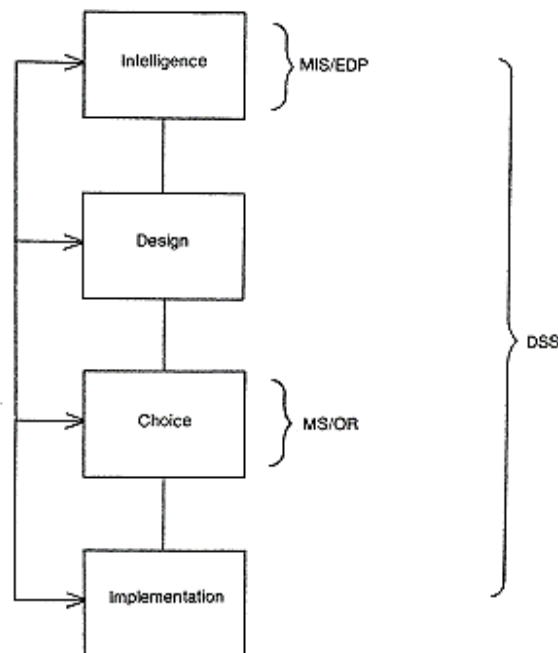 Intelligence
MIS/EDP
Design
DSS
Choice
MS/OR
Implementation